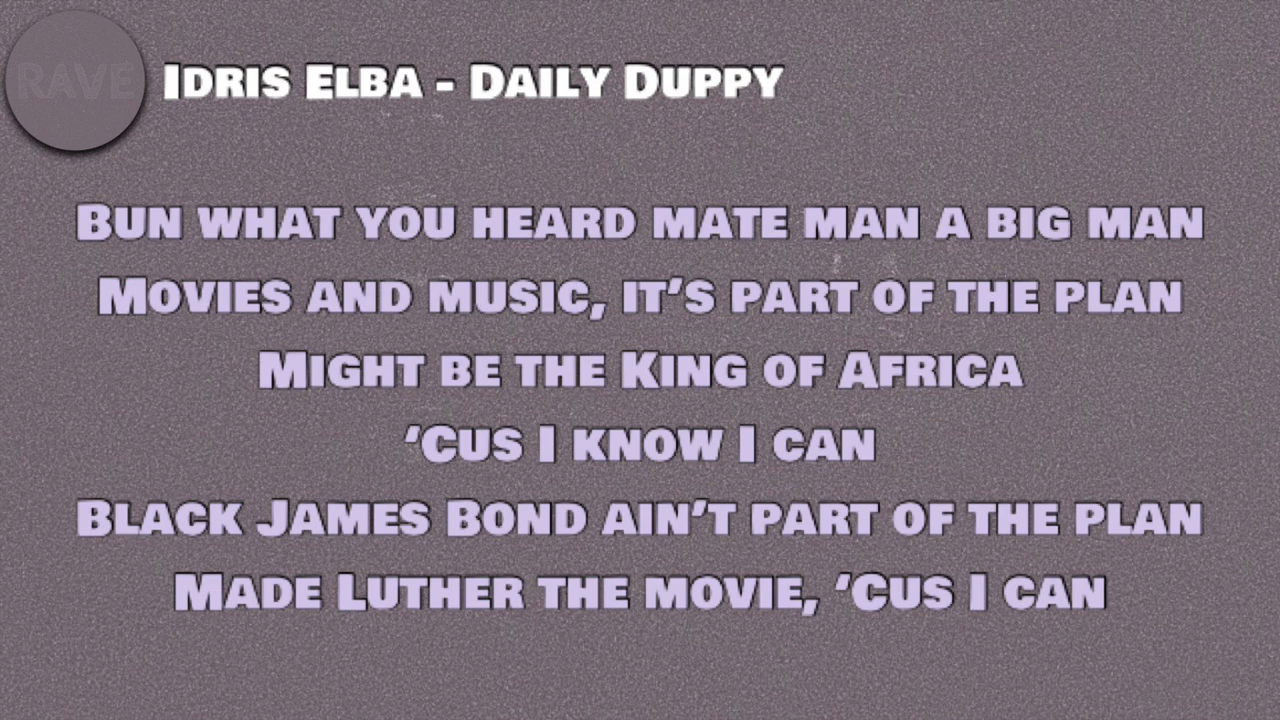 RAVE
Idris Elba - Daily Duppy
Bun what you heard mate man a big man
Movies and music, it's part of the plan
Might be the King of Africa
‘Cus I know I can
Black James Bond ain't part of the plan
Made Luther the movie, ‘Cus I can